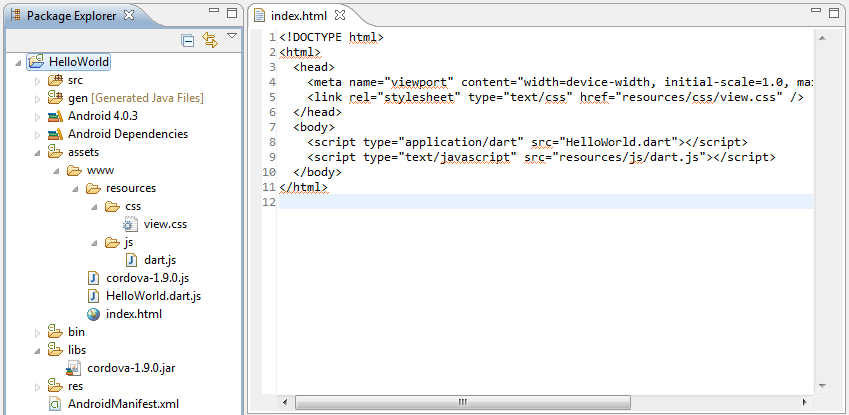 Package Explorer
HelloWorld
src
gen [Generated Java Files]
Android 4.0.3
Android Dependencies
assets
www
resources
css
view.css
js
dart.js
cordova-1.9.0.js
HelloWorld.dart.js
index.html
bin
libs
cordova-1.9.0.jar
res
AndroidManifest.xml
index.html
1 <!DOCTYPE html>
2 <html>
3 <head>
4 <meta name="viewport" content="width=device-width, initial-scale=1.0, max
5 <link rel="stylesheet" type="text/css" href="resources/css/view.css" />
6 </head>
7 <body>
8 <script type="application/dart" src="HelloWorld.dart"></script>
9 <script type="text/javascript" src="resources/js/dart.js"></script>
10 </body>
11 </html>
12